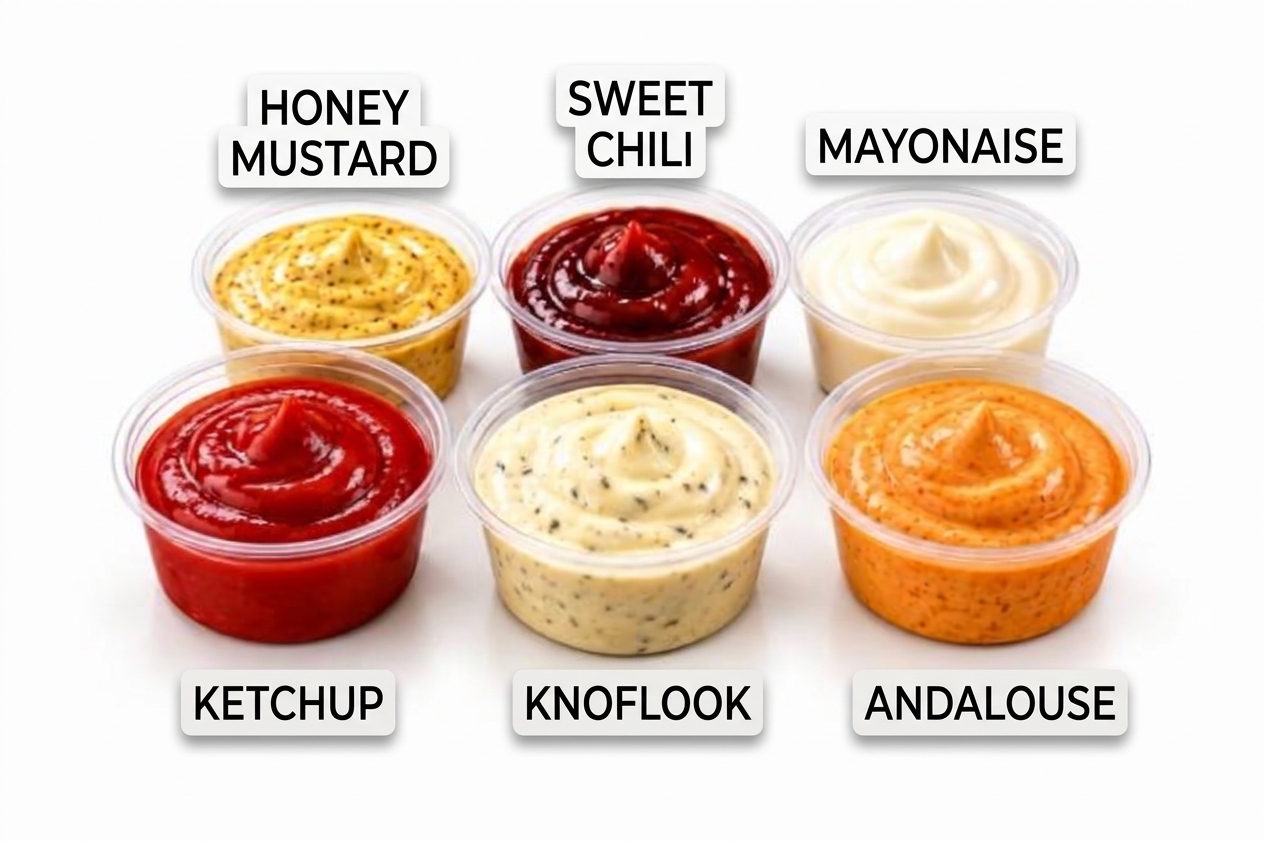 HONEY
MUSTARD
SWEET
CHILI
MAYONAISE
KETCHUP
KNOFLOOK
ANDALOUSE